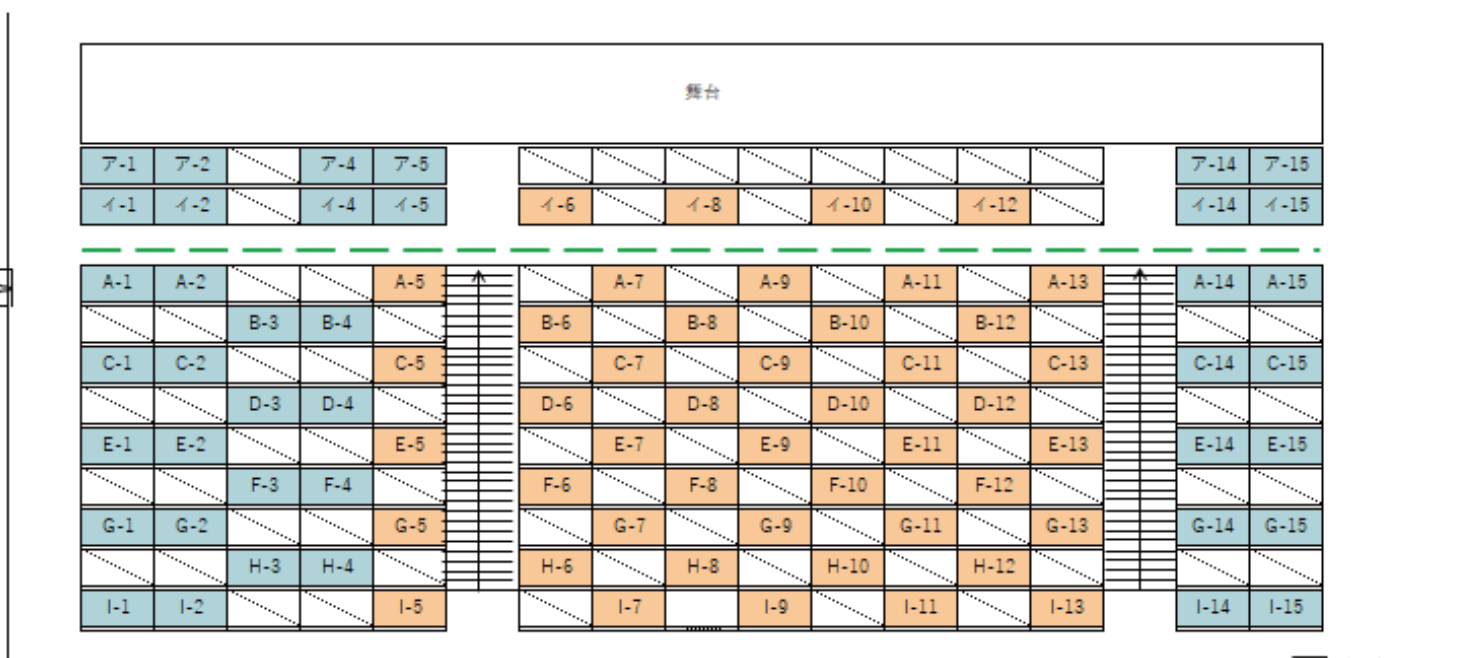 舞台
ア-1 ア-2 ア-4 ア-5 ア-14 ア-15
イ-1 イ-2 イ-4 イ-5 イ-6 イ-8 イ-10 イ-12 イ-14 イ-15
A-1 A-2 A-5 A-7 A-9 A-11 A-13 A-14 A-15
B-3 B-4 B-6 B-8 B-10 B-12
C-1 C-2 C-5 C-7 C-9 C-11 C-13 C-14 C-15
D-3 D-4 D-6 D-8 D-10 D-12
E-1 E-2 E-5 E-7 E-9 E-11 E-13 E-14 E-15
F-3 F-4 F-6 F-8 F-10 F-12
G-1 G-2 G-5 G-7 G-9 G-11 G-13 G-14 G-15
H-3 H-4 H-6 H-8 H-10 H-12
I-1 I-2 I-5 I-7 I-9 I-11 I-13 I-14 I-15